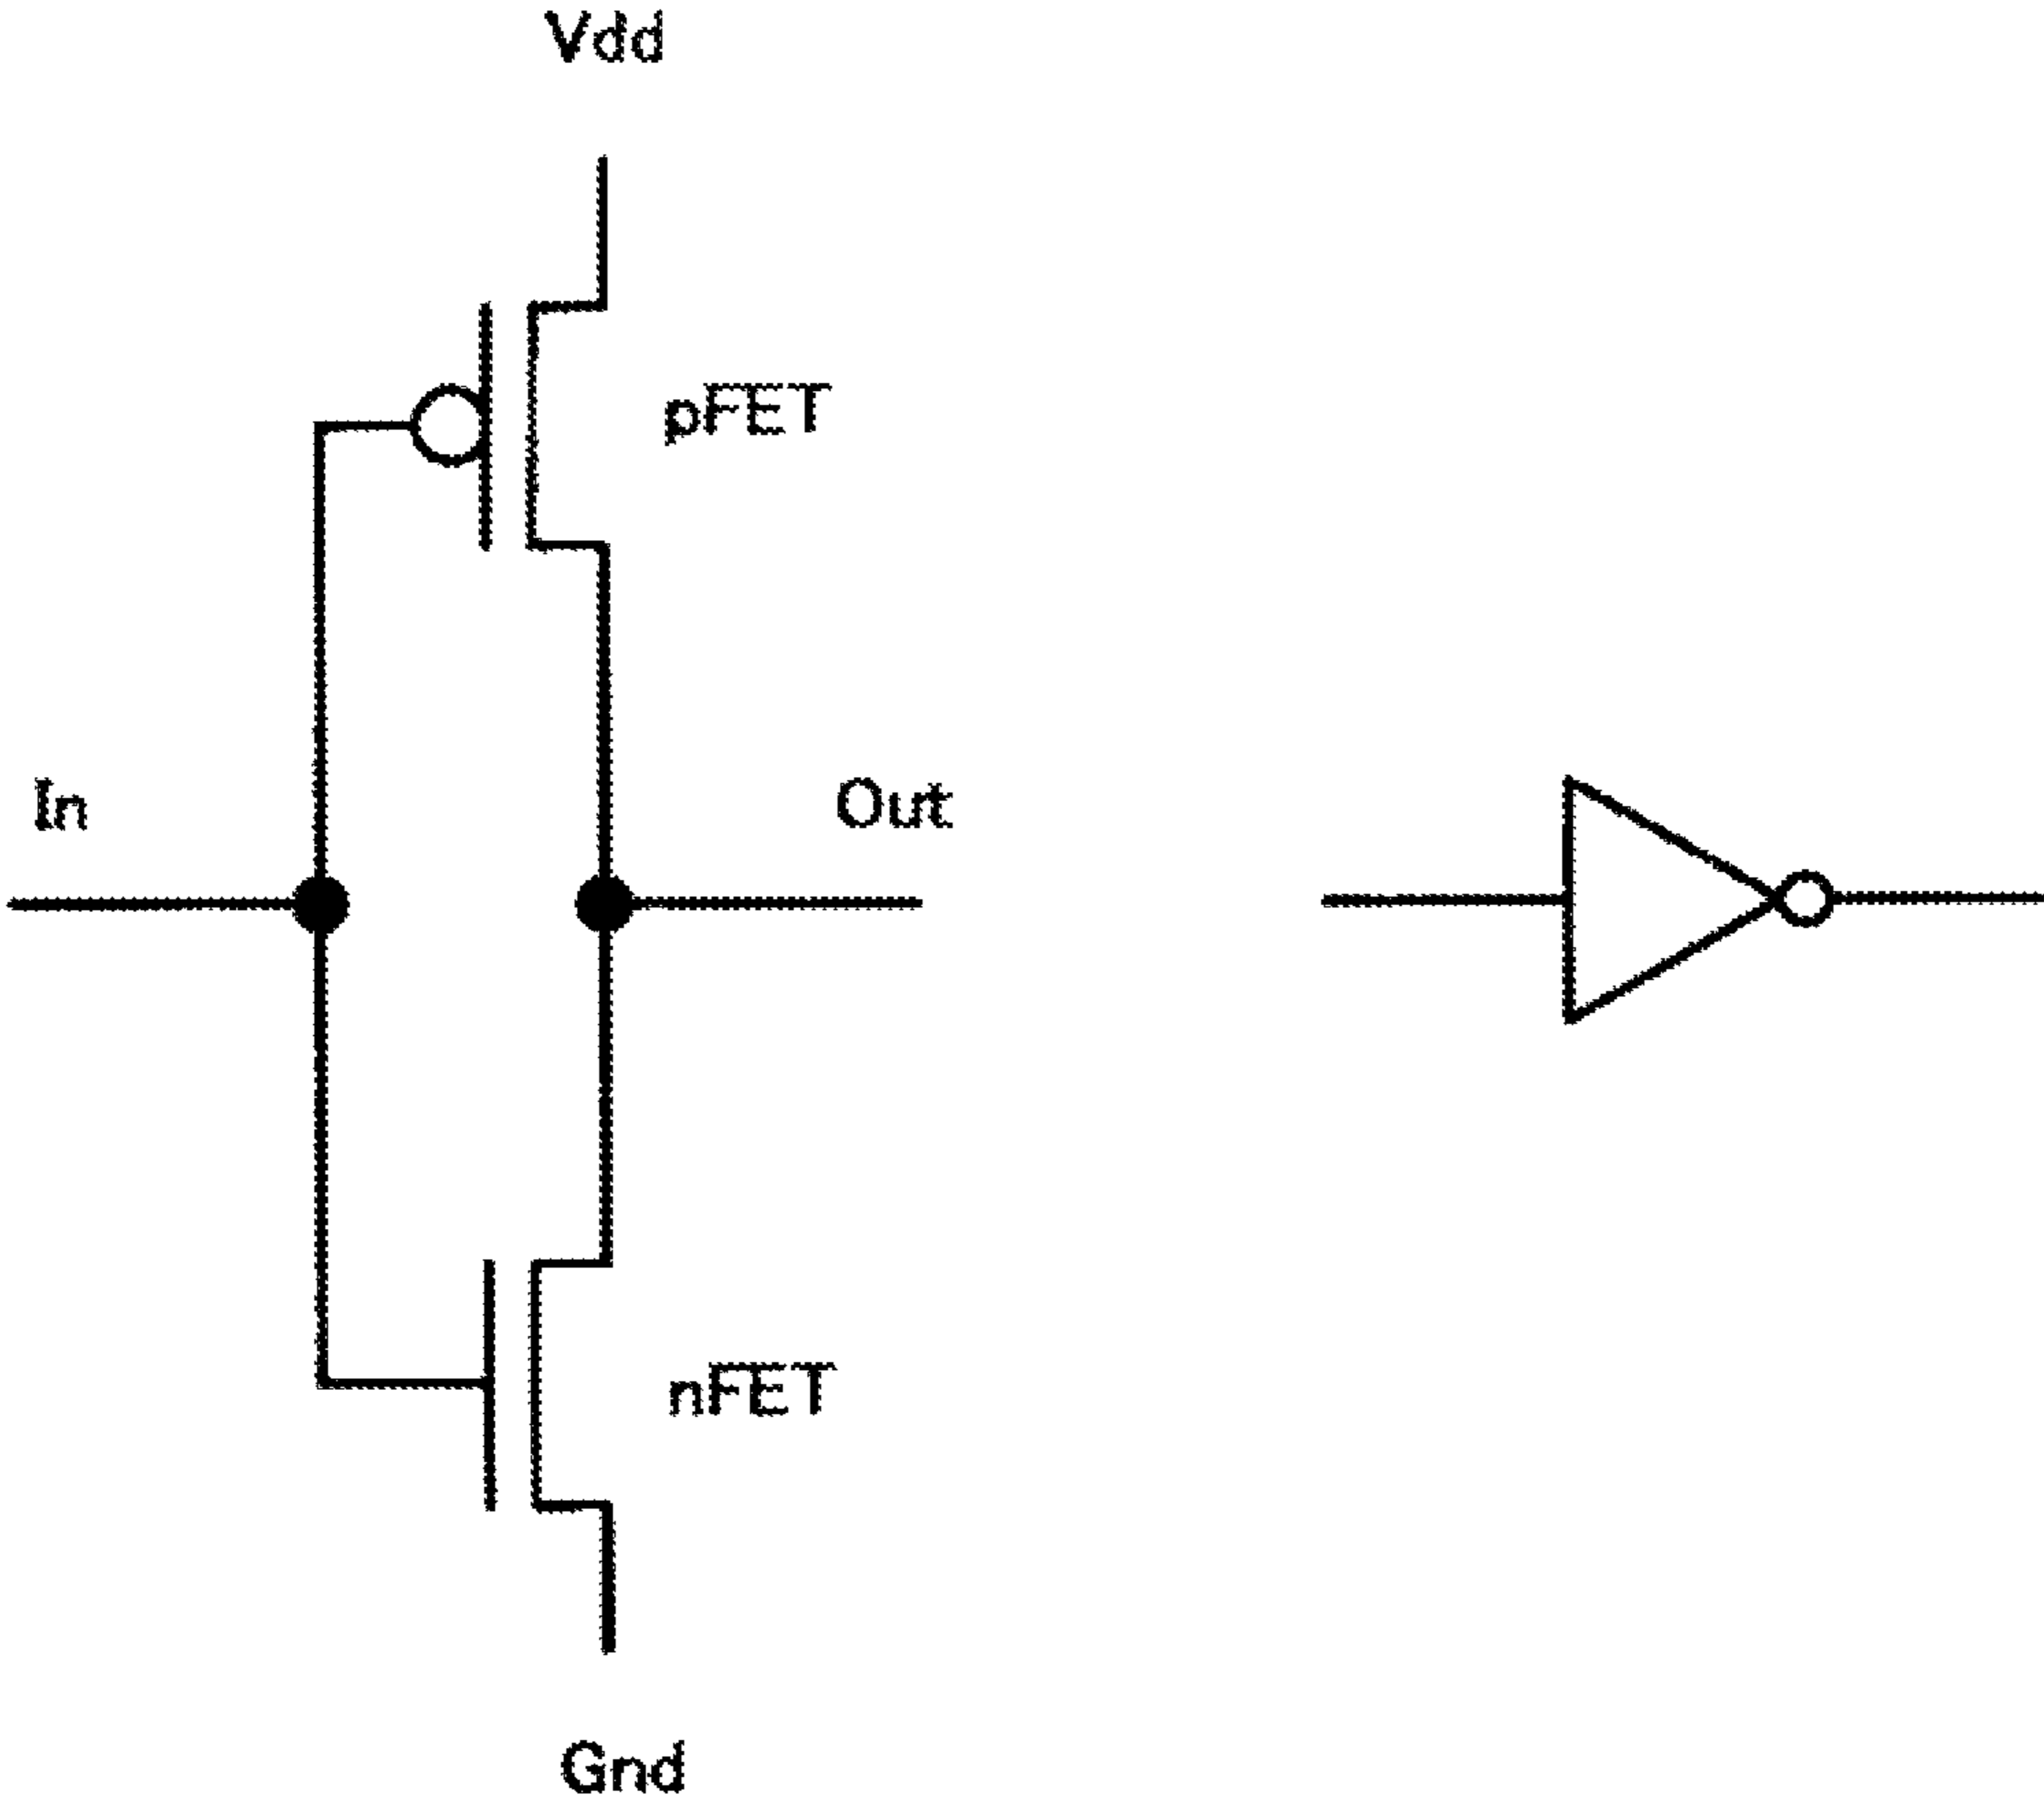 Vdd
pFET
In
Out
nFET
Gnd